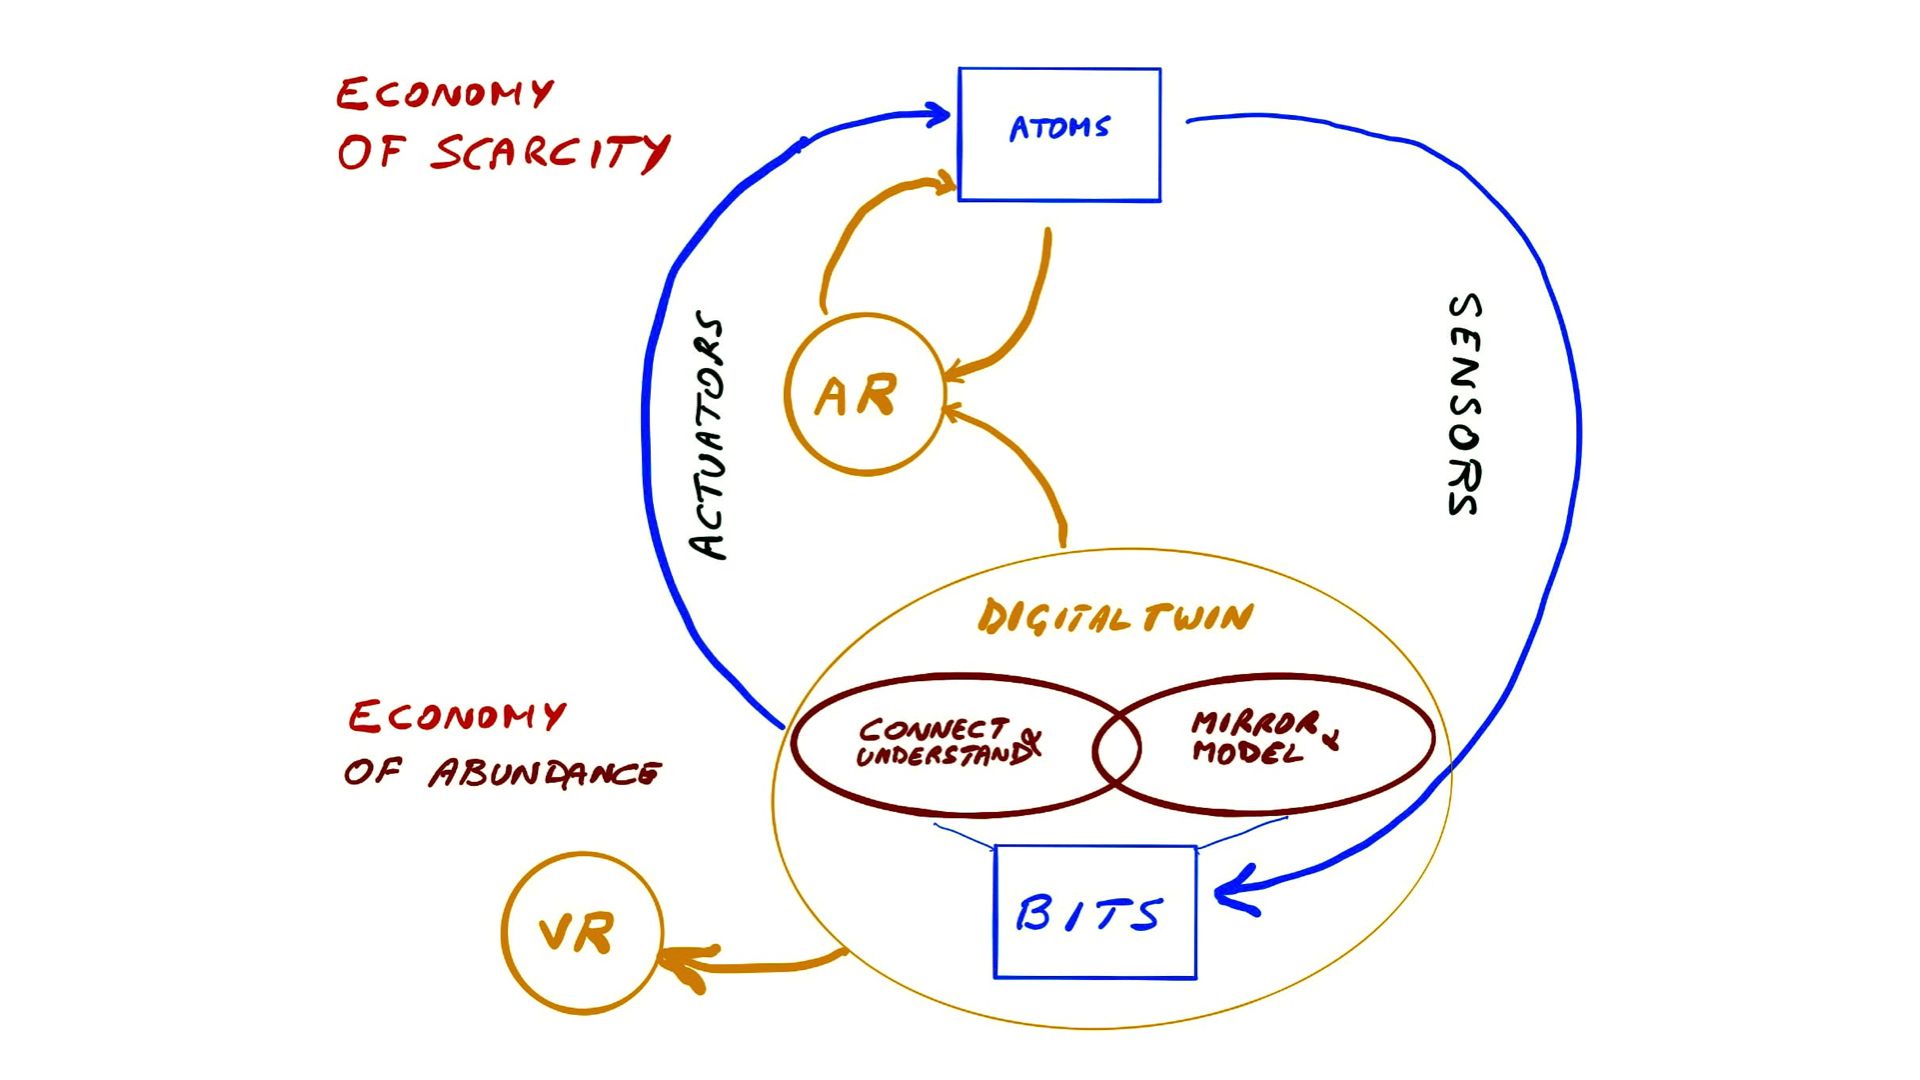 ECONOMY
OF SCARCITY
ATOMS
ACTUATORS
SENSORS
AR
DIGITAL TWIN
CONNECT &
UNDERSTAND
MIRROR &
MODEL
ECONOMY
OF ABUNDANCE
BITS
VR